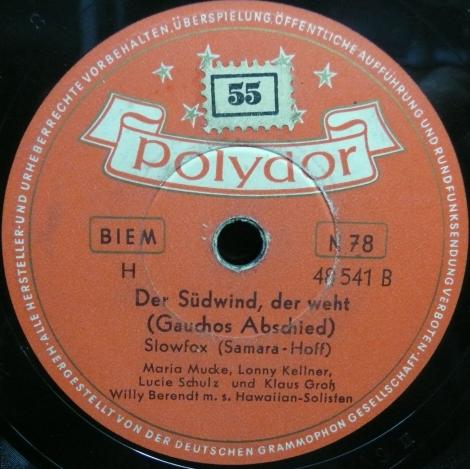 ALLE HERSTELLER-UND URHEBERRECHTE VORBEHALTEN, ÜBERSPIELUNG ÖFFENTLICHE AUFFÜHRUNG UND RUNDFUNKSENDUNG VERBOTEN
55
polydor
BIEM
N 78
H
48 541 B
Der Südwind, der weht
(Gauchos Abschied)
Slowfox (Samara-Hoff)
Maria Mucke, Lonny Kellner,
Lucie Schulz und Klaus Groß
Willy Berendt m. s. Hawaiian-Solisten
HERGESTELLT VON DER DEUTSCHEN GRAMMOPHON GESELLSCHAFT